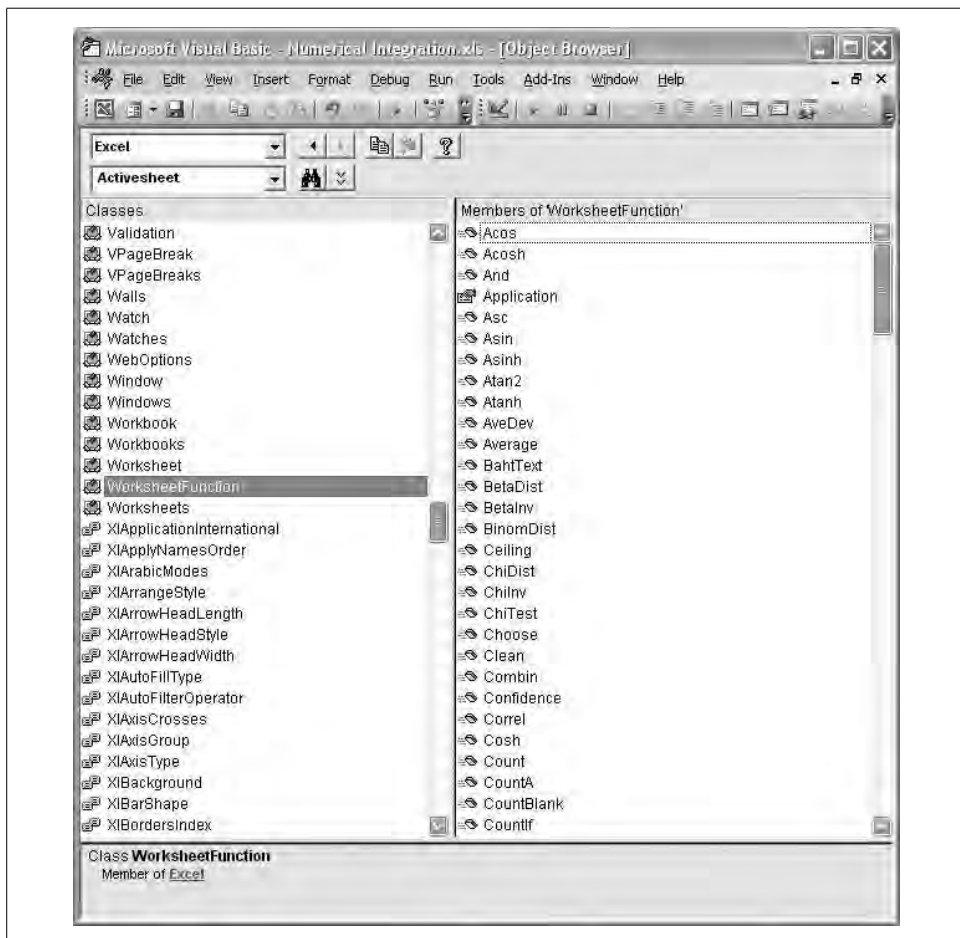 Microsoft Visual Basic - Numerical Integration.xls - [Object Browser]
File Edit View Insert Format Debug Run Tools Add-Ins Window Help
Excel
Activesheet
Classes
Validation
VPageBreak
VPageBreaks
Walls
Watch
Watches
WebOptions
Window
Windows
Workbook
Workbooks
Worksheet
WorksheetFunction
Worksheets
XlApplicationInternational
XlApplyNamesOrder
XlArabicModes
XlArrangeStyle
XlArrowHeadLength
XlArrowHeadStyle
XlArrowHeadWidth
XlAutoFillType
XlAutoFilterOperator
XlAxisCrosses
XlAxisGroup
XlAxisType
XlBackground
XlBarShape
XlBordersIndex
Members of 'WorksheetFunction'
Acos
Acosh
And
Application
Asc
Asin
Asinh
Atan2
Atanh
AveDev
Average
BahtText
BetaDist
BetaInv
BinomDist
Ceiling
ChiDist
ChiInv
ChiTest
Choose
Clean
Combin
Confidence
Correl
Cosh
Count
CountA
CountBlank
CountIf
Class WorksheetFunction
Member of Excel